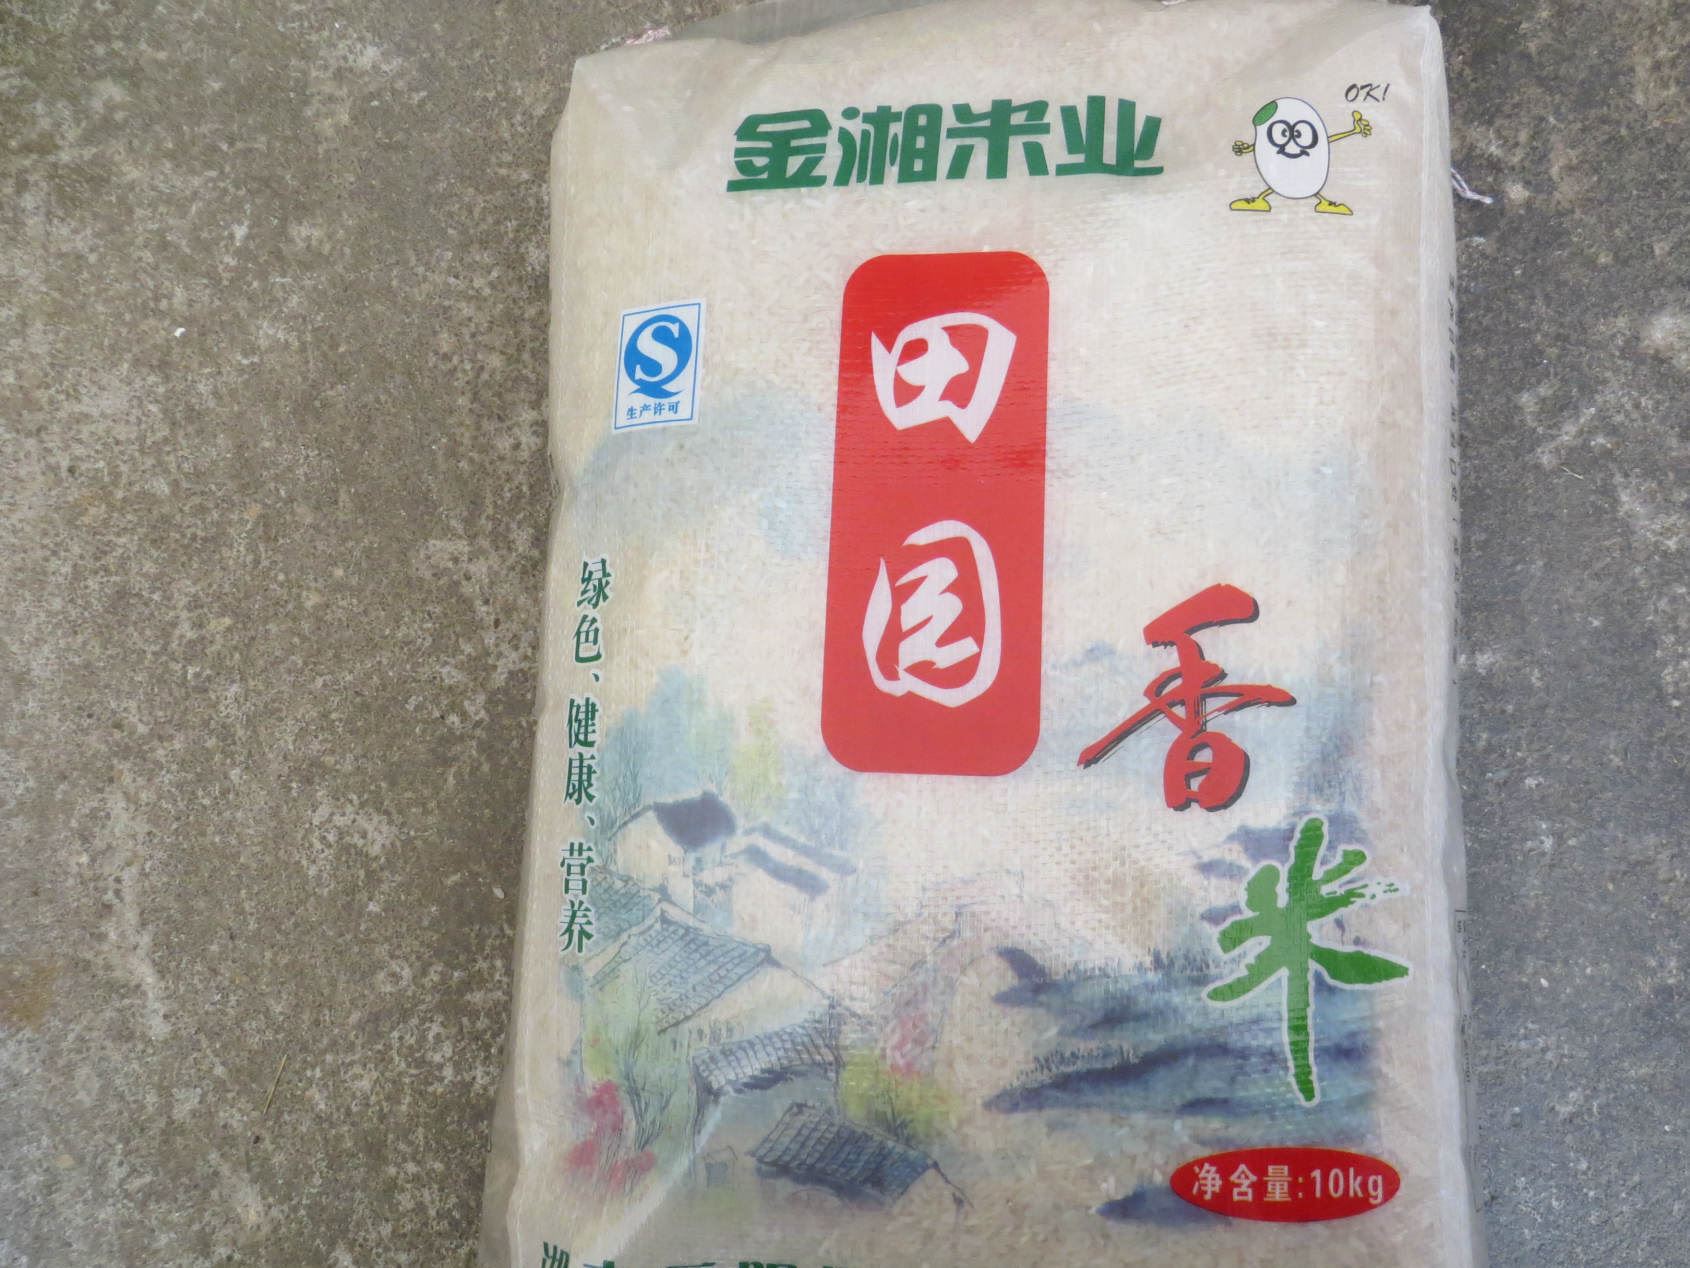 金湘米业
OK!
S
生产许可
田园
香米
绿色、健康、营养
净含量:10kg